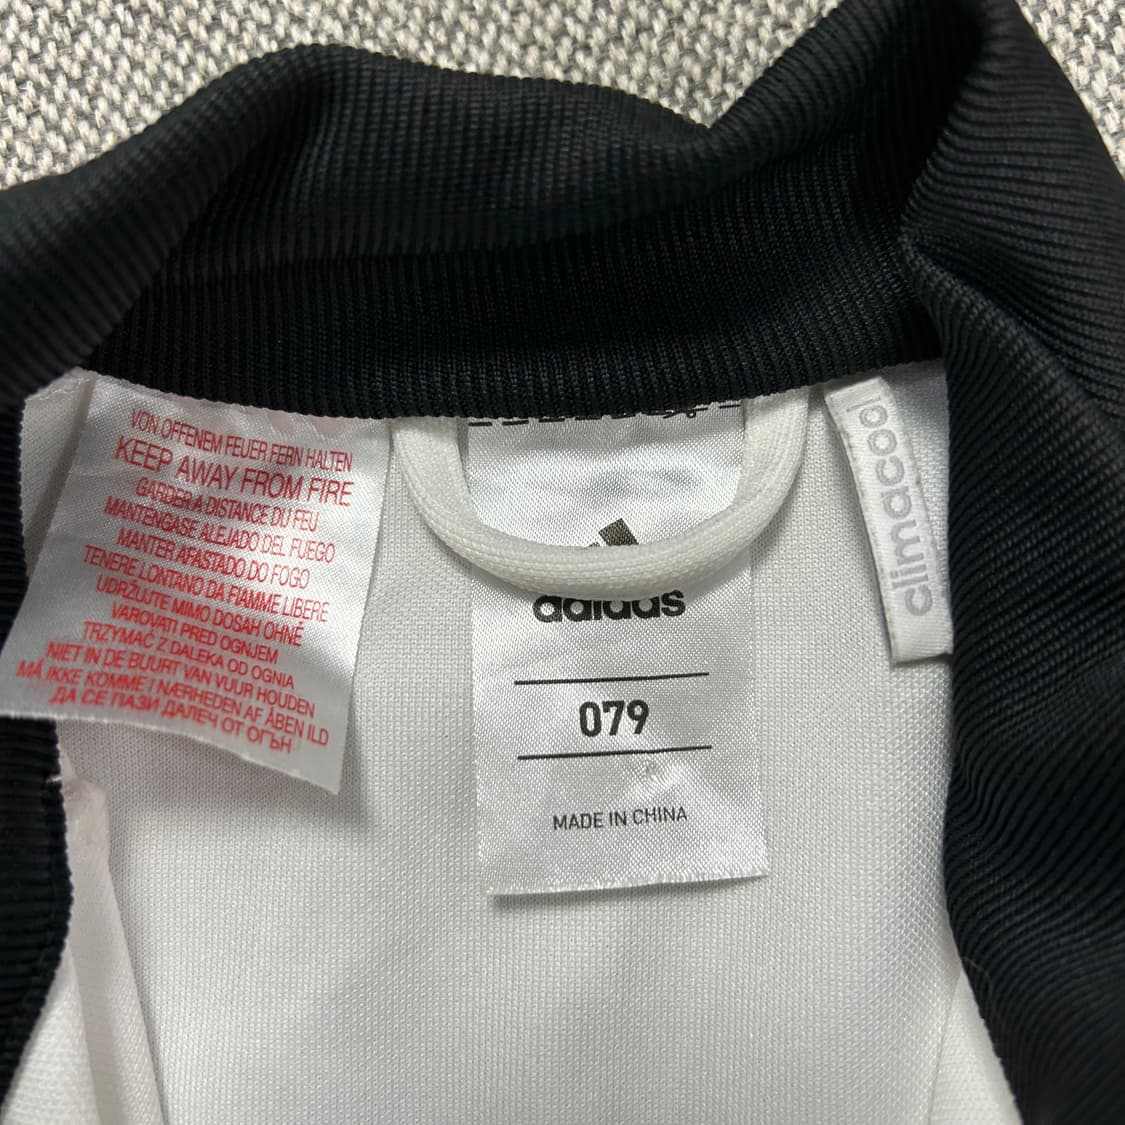 VON OFFENEM FEUER FERN HALTEN
KEEP AWAY FROM FIRE
GARDER A DISTANCE DU FEU
MANTENGASE ALEJADO DEL FUEGO
MANTER AFASTADO DO FOGO
TENERE LONTANO DA FIAMME LIBERE
UDRŽUJTE MIMO DOSAH OHNĚ
VAROVATI PRED OGNJEM
TRZYMAĆ Z DALEKA OD OGNIA
NIET IN DE BUURT VAN VUUR HOUDEN
MÅ IKKE KOMME I NÆRHEDEN AF ÅBEN ILD
ДА СЕ ПАЗИ ДАЛЕЧ ОТ ОГЪН
adidas
079
MADE IN CHINA
climacool